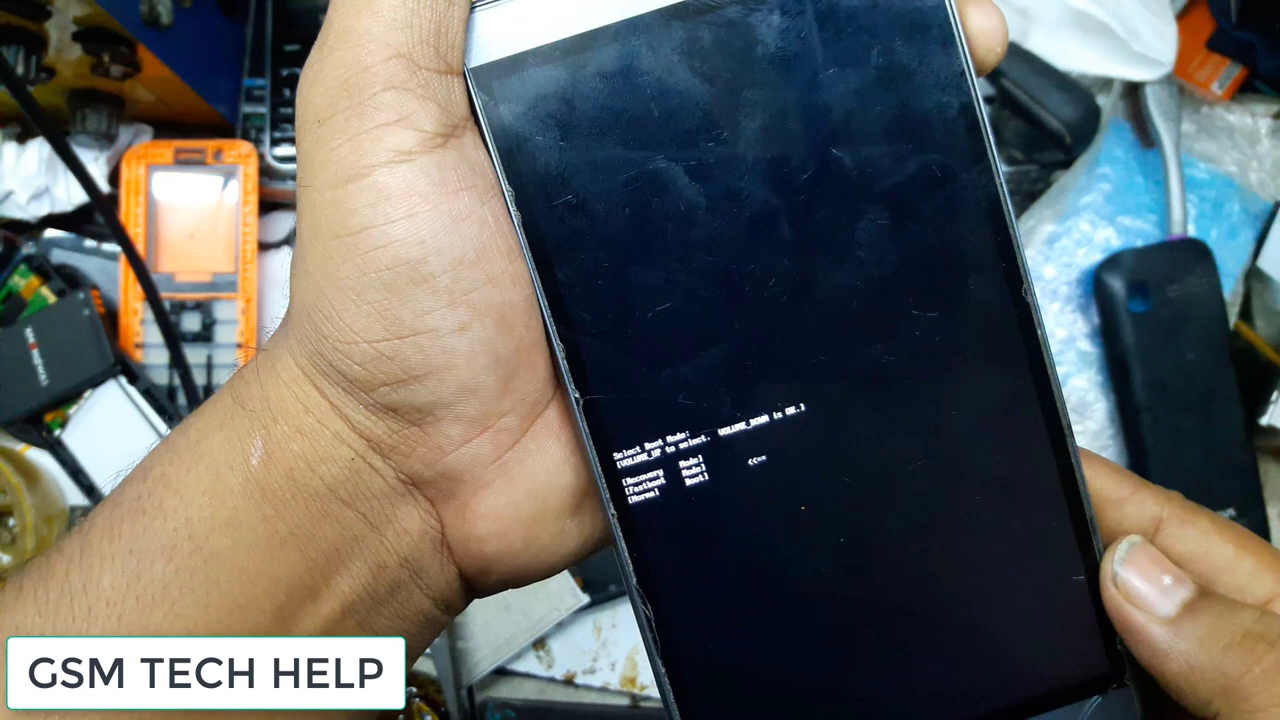 Select Boot Mode:
[VOLUME_UP to select. VOLUME_DOWN is OK.]
[Recovery Mode] <<==
[Fastboot Mode]
[Normal Boot]
GSM TECH HELP